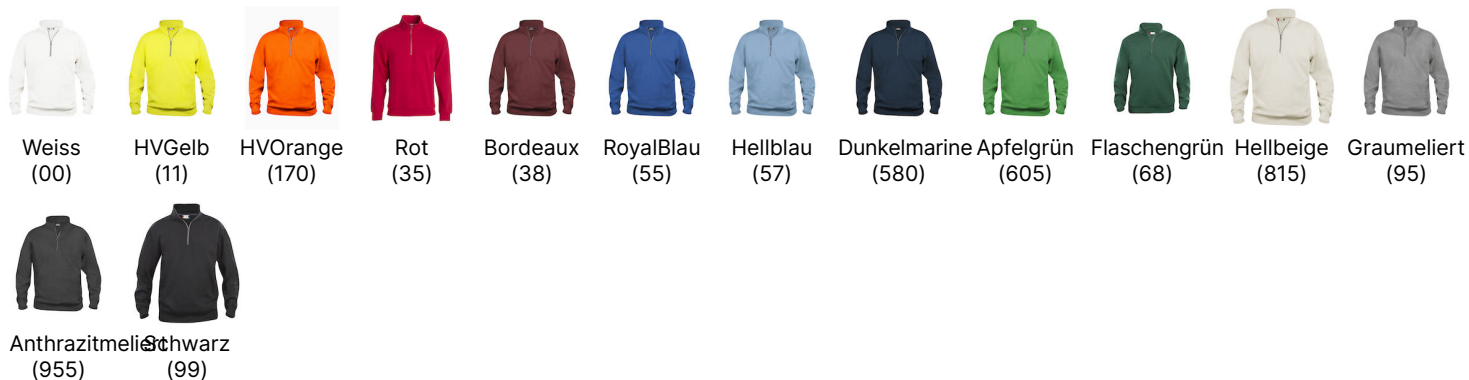 Weiss HVGelb HVOrange Rot Bordeaux RoyalBlau Hellblau Dunkelmarine Apfelgrün Flaschengrün Hellbeige Graumeliert
(00) (11) (170) (35) (38) (55) (57) (580) (605) (68) (815) (95)
Anthrazitmeliert Schwarz
(955) (99)